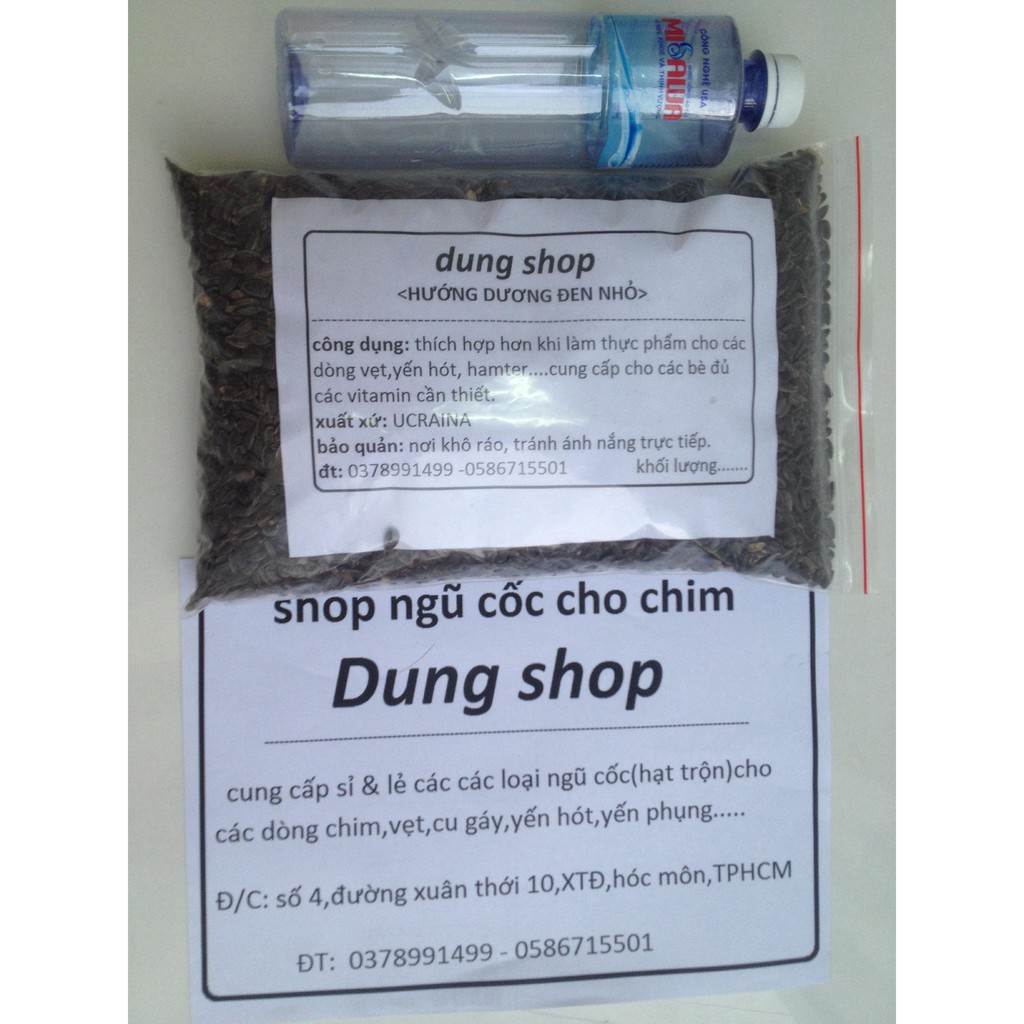 CÔNG NGHỆ USA
MISAWA
dung shop
<HƯỚNG DƯƠNG ĐEN NHỎ>
công dụng: thích hợp hơn khi làm thực phẩm cho các
dòng vẹt,yến hót, hamter....cung cấp cho các bè đủ
các vitamin cần thiết.
xuất xứ: UCRAINA
bảo quản: nơi khô ráo, tránh ánh nắng trực tiếp.
đt: 0378991499 -0586715501 khối lượng.......
shop ngũ cốc cho chim
Dung shop
cung cấp sỉ & lẻ các các loại ngũ cốc(hạt trộn)cho
các dòng chim,vẹt,cu gáy,yến hót,yến phụng.....
Đ/C: số 4,đường xuân thới 10,XTĐ,hóc môn,TPHCM
ĐT: 0378991499 - 0586715501